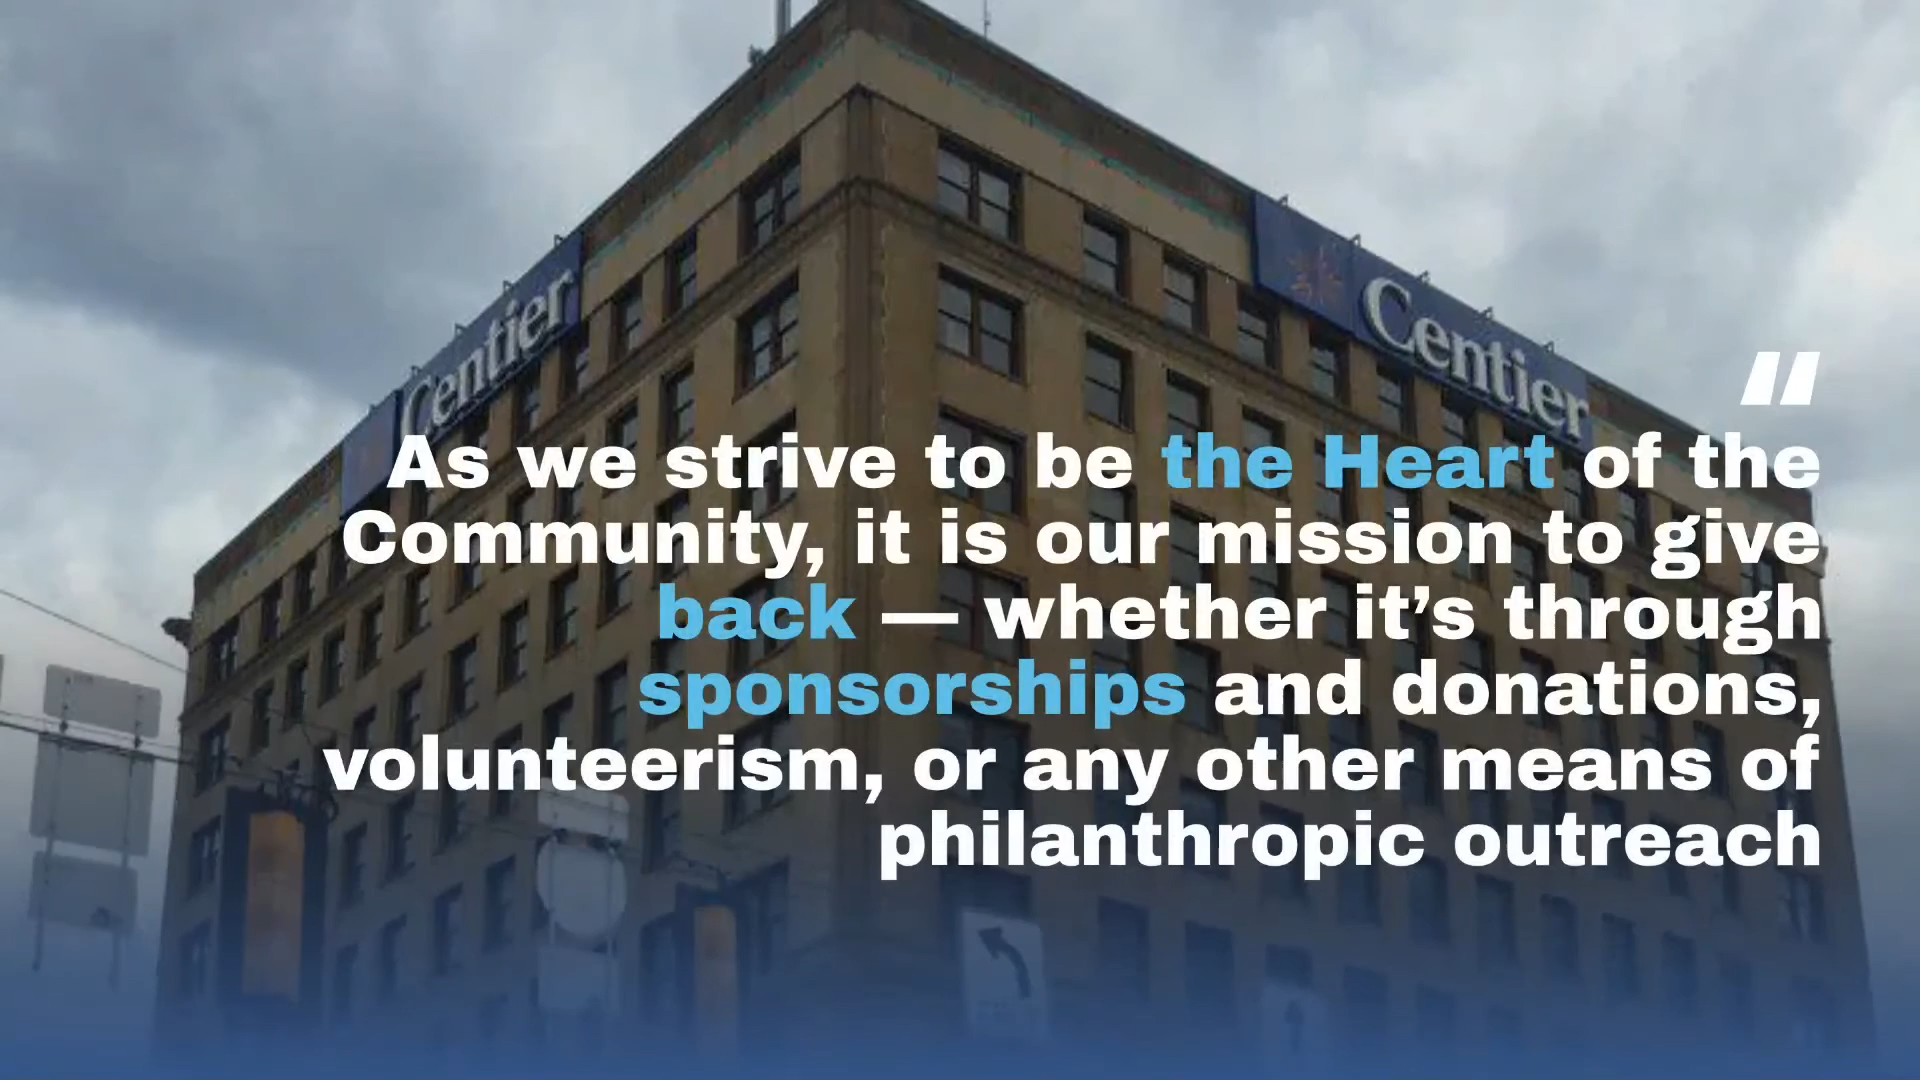 Centier
Centier
"
As we strive to be the Heart of the
Community, it is our mission to give
back — whether it’s through
sponsorships and donations,
volunteerism, or any other means of
philanthropic outreach